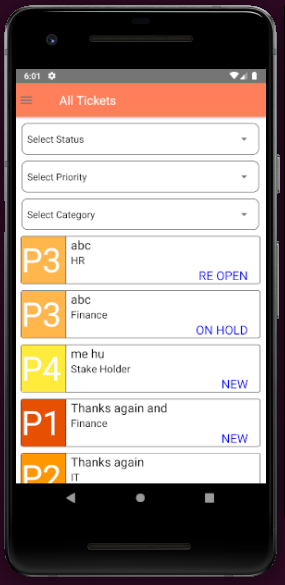 6:01
All Tickets
Select Status
Select Priority
Select Category
P3
abc
HR
RE OPEN
P3
abc
Finance
ON HOLD
P4
me hu
Stake Holder
NEW
P1
Thanks again and
Finance
NEW
P2
Thanks again
IT